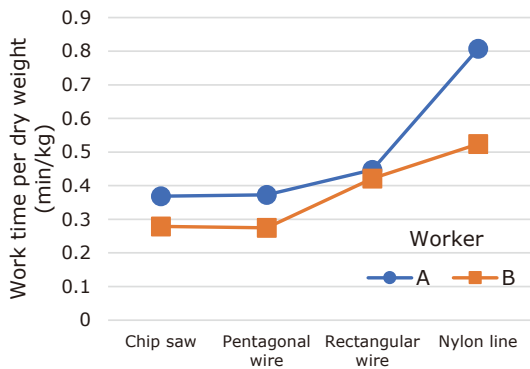 Work time per dry weight
(min/kg)
0.9
0.8
0.7
0.6
0.5
0.4
0.3
0.2
0.1
0
Worker
A B
Chip saw Pentagonal Rectangular Nylon line
wire wire